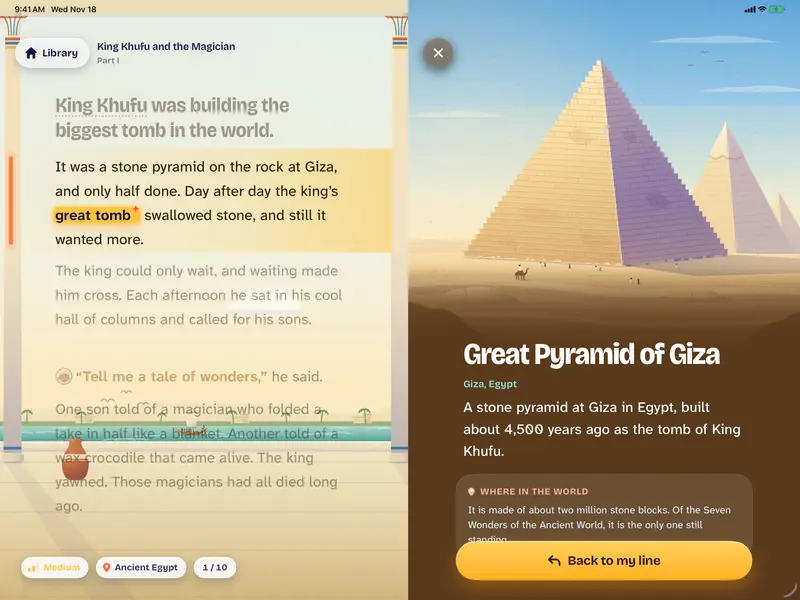 9:41 AM Wed Nov 18
Library
King Khufu and the Magician
Part I
King Khufu was building the
biggest tomb in the world.
It was a stone pyramid on the rock at Giza,
and only half done. Day after day the king’s
great tomb swallowed stone, and still it
wanted more.
The king could only wait, and waiting made
him cross. Each afternoon he sat in his cool
hall of columns and called for his sons.
“Tell me a tale of wonders,” he said.
One son told of a magician who folded a
lake in half like a blanket. Another told of a
wax crocodile that came alive. The king
yawned. Those magicians had all died long
ago.
Medium
Ancient Egypt
1 / 10
Great Pyramid of Giza
Giza, Egypt
A stone pyramid at Giza in Egypt, built
about 4,500 years ago as the tomb of King
Khufu.
WHERE IN THE WORLD
It is made of about two million stone blocks. Of the Seven
Wonders of the Ancient World, it is the only one still
standing.
Back to my line